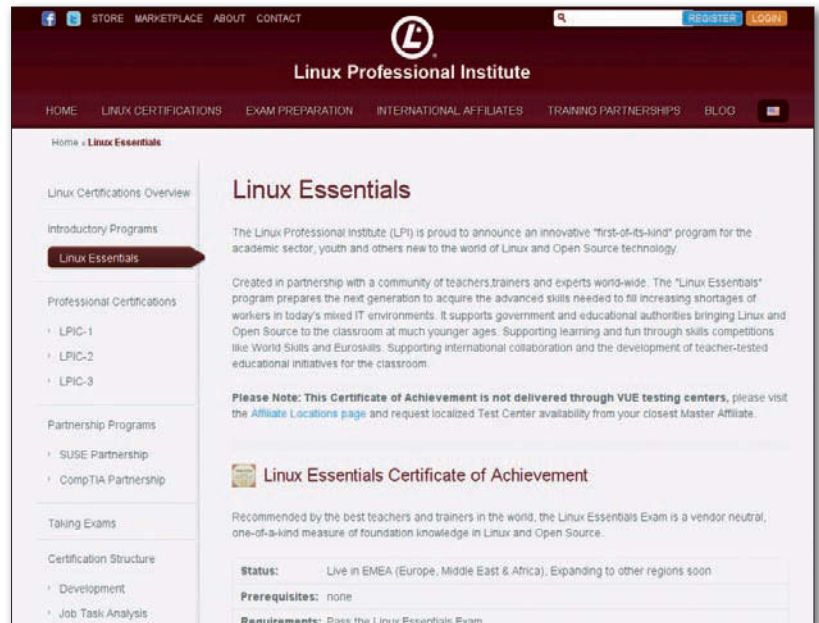 STORE MARKETPLACE ABOUT CONTACT
REGISTER LOGIN
Linux Professional Institute
HOME LINUX CERTIFICATIONS EXAM PREPARATION INTERNATIONAL AFFILIATES TRAINING PARTNERSHIPS BLOG
Home » Linux Essentials
Linux Certifications Overview
Introductory Programs
Linux Essentials
Professional Certifications
LPIC-1
LPIC-2
LPIC-3
Partnership Programs
SUSE Partnership
CompTIA Partnership
Taking Exams
Certification Structure
Development
Job Task Analysis
Linux Essentials
The Linux Professional Institute (LPI) is proud to announce an innovative "first-of-its-kind" program for the
academic sector, youth and others new to the world of Linux and Open Source technology.
Created in partnership with a community of teachers,trainers and experts world-wide. The "Linux Essentials"
program prepares the next generation to acquire the advanced skills needed to fill increasing shortages of
workers in today's mixed IT environments. It supports government and educational authorities bringing Linux and
Open Source to the classroom at much younger ages. Supporting learning and fun through skills competitions
like World Skills and Euroskills. Supporting international collaboration and the development of teacher-tested
educational initiatives for the classroom.
Please Note: This Certificate of Achievement is not delivered through VUE testing centers, please visit
the Affiliate Locations page and request localized Test Center availability from your closest Master Affiliate.
Linux Essentials Certificate of Achievement
Recommended by the best teachers and trainers in the world, the Linux Essentials Exam is a vendor neutral,
one-of-a-kind measure of foundation knowledge in Linux and Open Source.
Status: Live in EMEA (Europe, Middle East & Africa), Expanding to other regions soon
Prerequisites: none
Requirements: Pass the Linux Essentials Exam